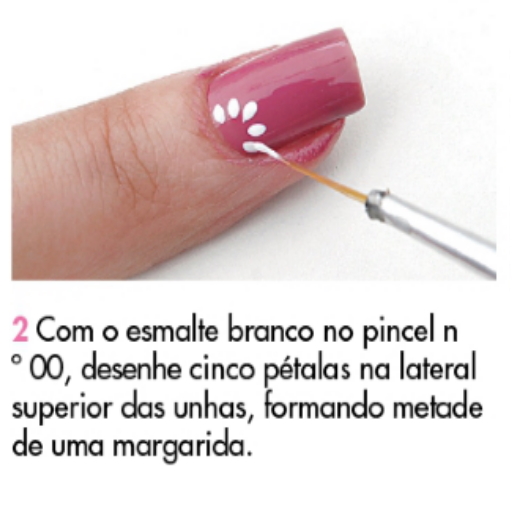 2 Com o esmalte branco no pincel n
° 00, desenhe cinco pétalas na lateral
superior das unhas, formando metade
de uma margarida.